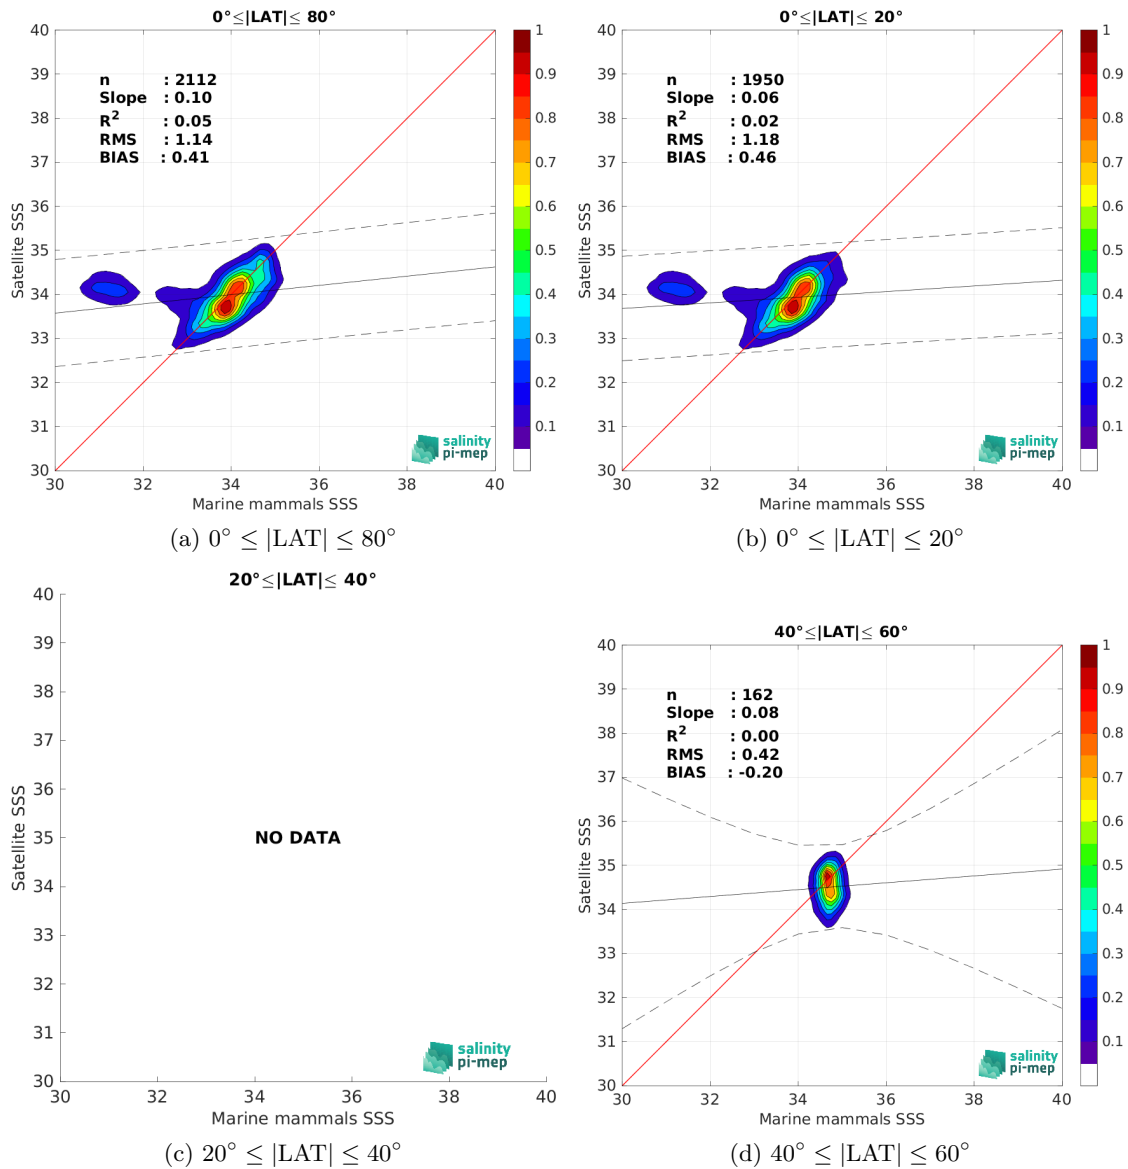 0°≤|LAT|≤ 80°
40
39
38
37
36
35
34
33
32
31
30
n : 2112
Slope : 0.10
R² : 0.05
RMS : 1.14
BIAS : 0.41
Satellite SSS
30
32
34
36
38
40
Marine mammals SSS
salinity
pi-mep
1
0.9
0.8
0.7
0.6
0.5
0.4
0.3
0.2
0.1
(a) 0° ≤ |LAT| ≤ 80°
0°≤|LAT|≤ 20°
40
39
38
37
36
35
34
33
32
31
30
n : 1950
Slope : 0.06
R² : 0.02
RMS : 1.18
BIAS : 0.46
Satellite SSS
30
32
34
36
38
40
Marine mammals SSS
salinity
pi-mep
1
0.9
0.8
0.7
0.6
0.5
0.4
0.3
0.2
0.1
(b) 0° ≤ |LAT| ≤ 20°
20°≤|LAT|≤ 40°
40
39
38
37
36
35
34
33
32
31
30
NO DATA
Satellite SSS
30
32
34
36
38
40
Marine mammals SSS
salinity
pi-mep
(c) 20° ≤ |LAT| ≤ 40°
40°≤|LAT|≤ 60°
40
39
38
37
36
35
34
33
32
31
30
n : 162
Slope : 0.08
R² : 0.00
RMS : 0.42
BIAS : -0.20
Satellite SSS
30
32
34
36
38
40
Marine mammals SSS
salinity
pi-mep
1
0.9
0.8
0.7
0.6
0.5
0.4
0.3
0.2
0.1
(d) 40° ≤ |LAT| ≤ 60°